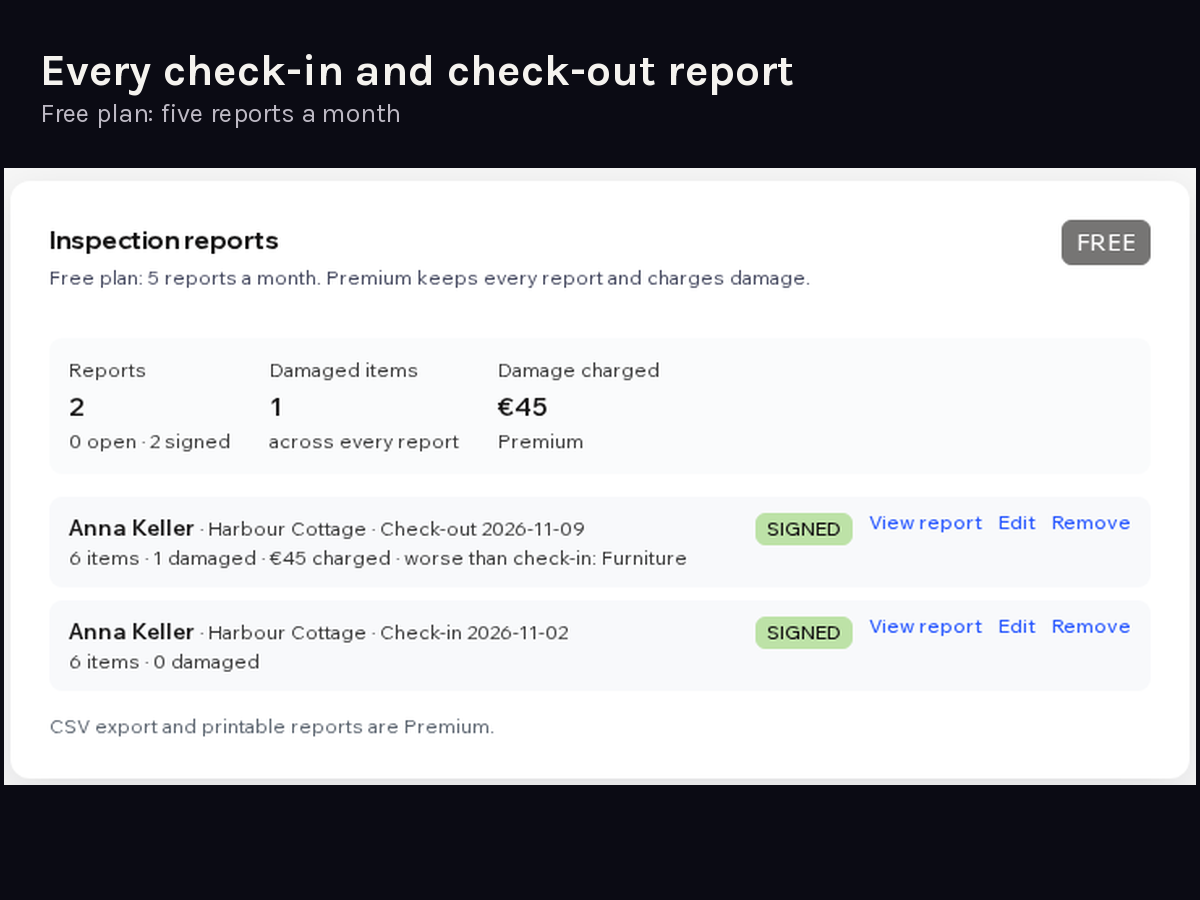 Every check-in and check-out report
Free plan: five reports a month
Inspection reports
FREE
Free plan: 5 reports a month. Premium keeps every report and charges damage.
Reports
Damaged items
Damage charged
2
1
€45
0 open · 2 signed
across every report
Premium
Anna Keller · Harbour Cottage · Check-out 2026-11-09
SIGNED
View report
Edit
Remove
6 items · 1 damaged · €45 charged · worse than check-in: Furniture
Anna Keller · Harbour Cottage · Check-in 2026-11-02
SIGNED
View report
Edit
Remove
6 items · 0 damaged
CSV export and printable reports are Premium.